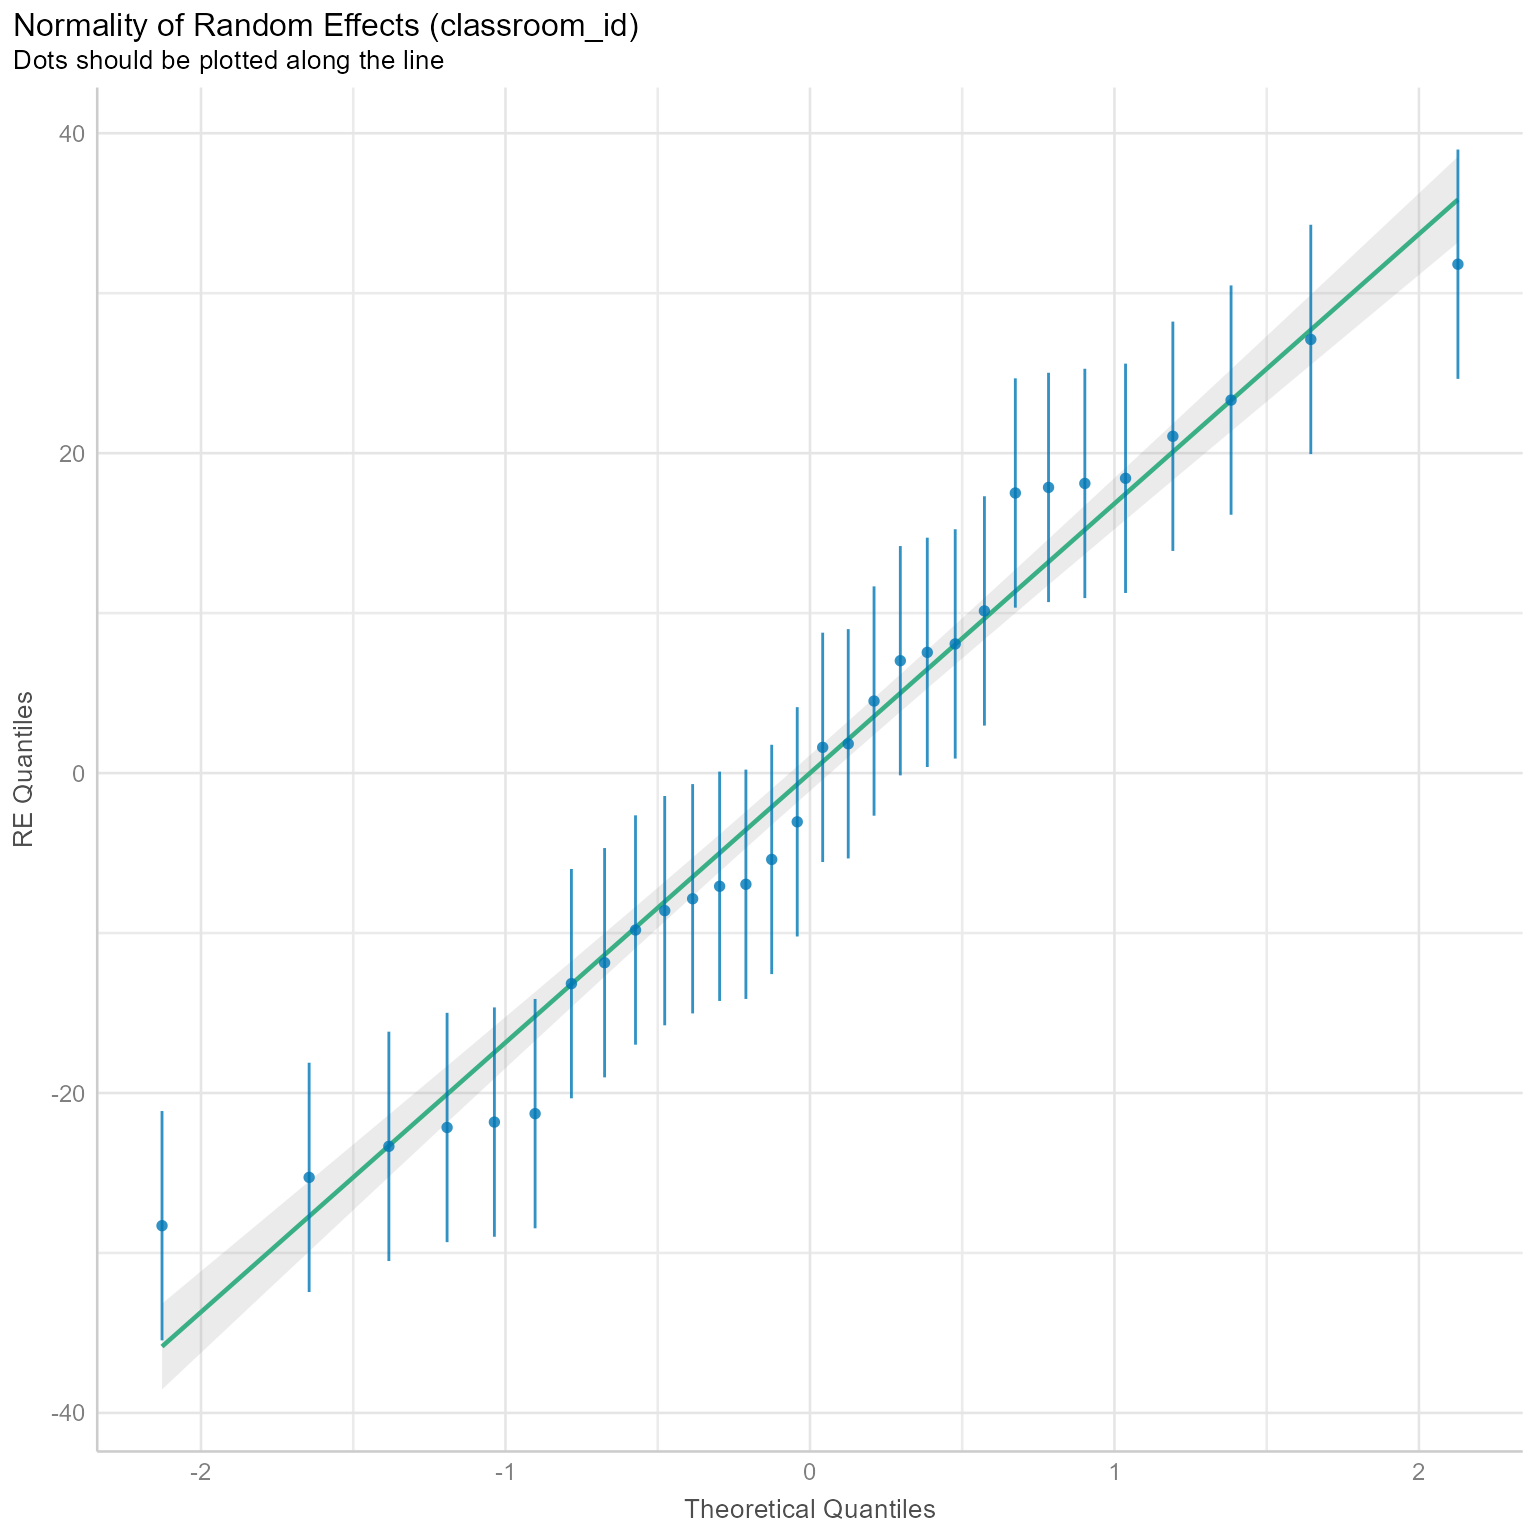 Normality of Random Effects (classroom_id)
Dots should be plotted along the line
40
20
0
-20
-40
RE Quantiles
-2
-1
0
1
2
Theoretical Quantiles